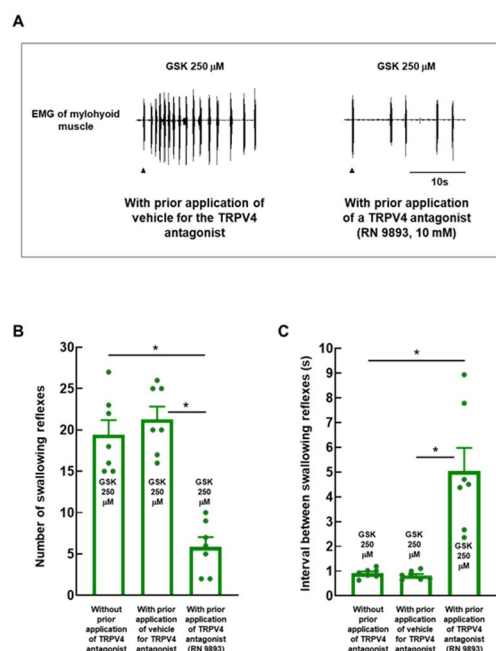 A
GSK 250 µM
GSK 250 µM
EMG of mylohyoid
muscle
10s
With prior application of
vehicle for the TRPV4
antagonist
With prior application
of a TRPV4 antagonist
(RN 9893, 10 mM)
B
Number of swallowing reflexes
30
25
20
15
10
5
0
*
*
GSK
250
µM
GSK
250
µM
GSK
250
µM
Without
prior
application
of TRPV4
antagonist
With prior
application
of vehicle
for TRPV4
antagonist
With prior
application
of TRPV4
antagonist
(RN 9893)
C
Interval between swallowing reflexes (s)
10
9
8
7
6
5
4
3
2
1
0
*
*
GSK
250
µM
GSK
250
µM
GSK
250
µM
Without
prior
application
of TRPV4
antagonist
With prior
application
of vehicle
for TRPV4
antagonist
With prior
application
of TRPV4
antagonist
(RN 9893)